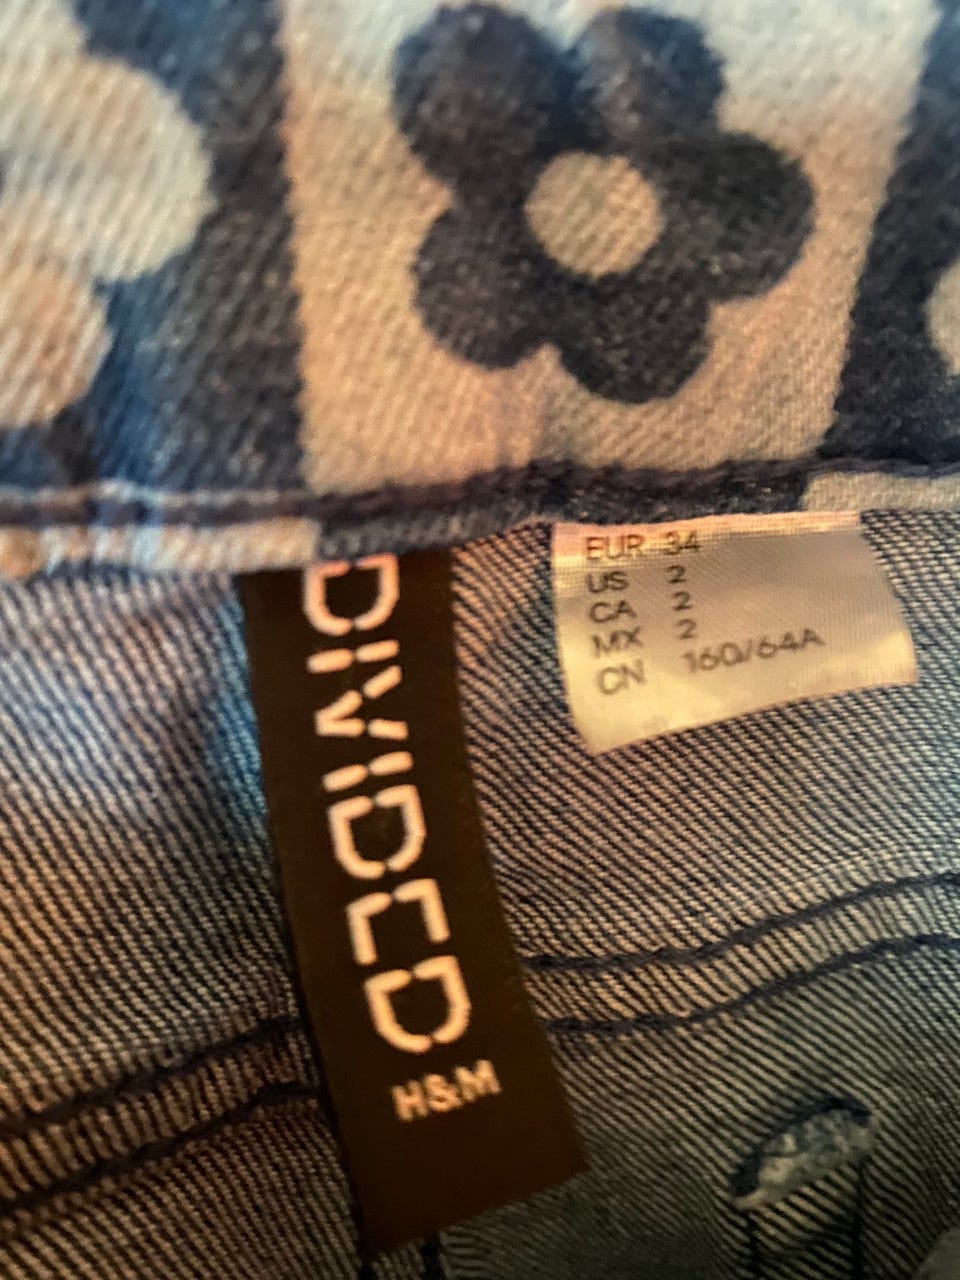 DIVIDED
H&M
EUR 34
US 2
CA 2
MX 2
CN 160/64A